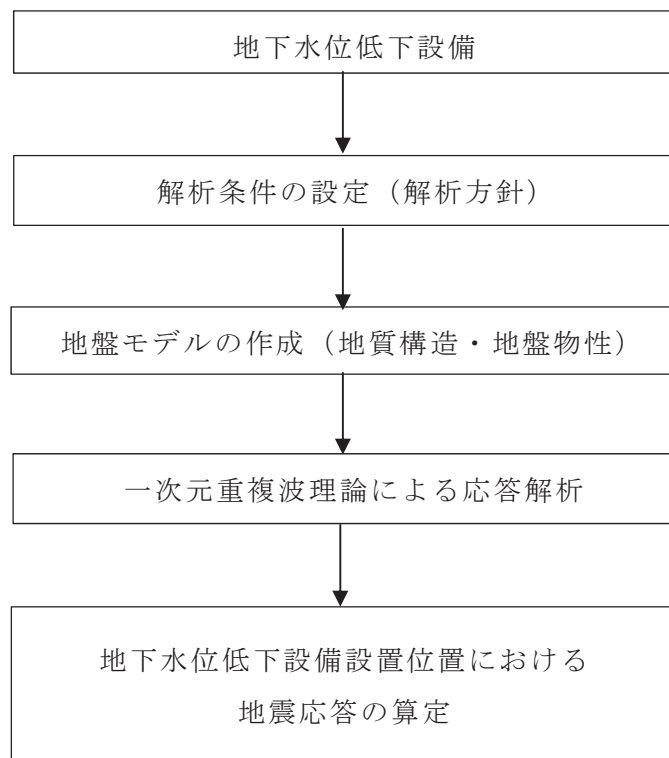 地下水位低下設備
解析条件の設定（解析方針）
地盤モデルの作成（地質構造・地盤物性）
一次元重複波理論による応答解析
地下水位低下設備設置位置における
地震応答の算定